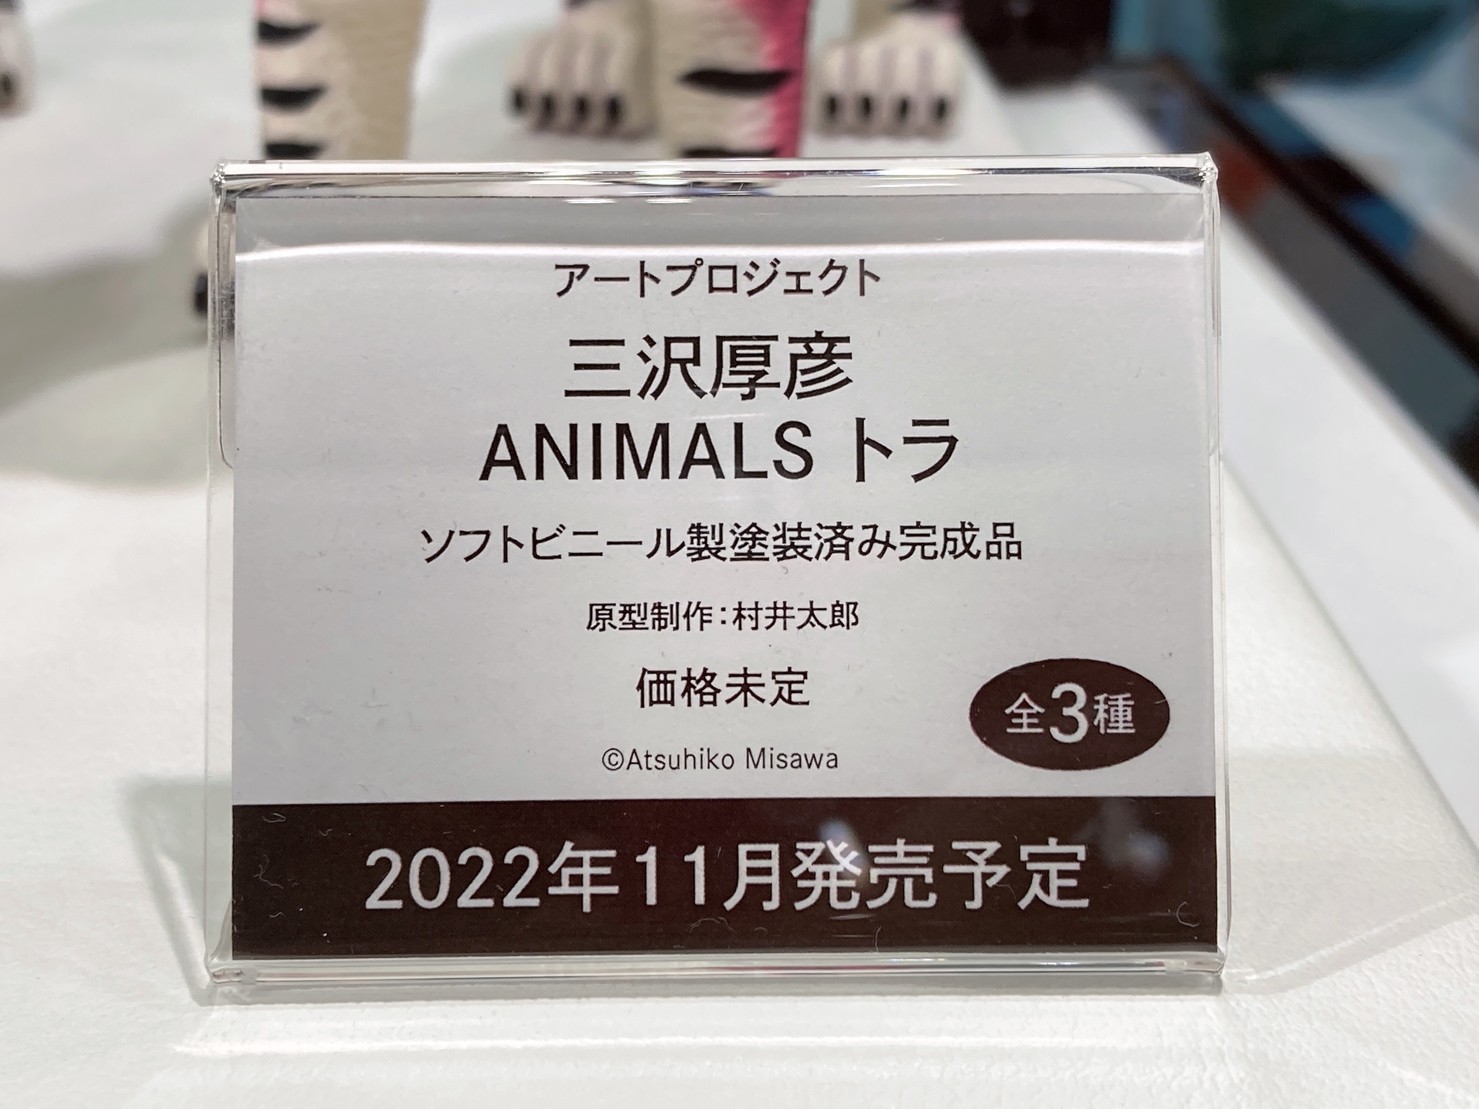 アートプロジェクト
三沢厚彦
ANIMALS トラ
ソフトビニール製塗装済み完成品
原型制作：村井太郎
価格未定
全3種
©Atsuhiko Misawa
2022年11月発売予定